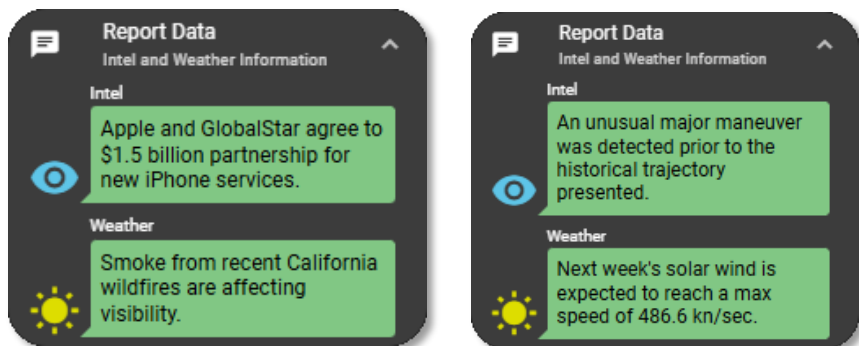 Report Data
Intel and Weather Information
Intel
Apple and GlobalStar agree to
$1.5 billion partnership for
new iPhone services.
Weather
Smoke from recent California
wildfires are affecting
visibility.
Report Data
Intel and Weather Information
Intel
An unusual major maneuver
was detected prior to the
historical trajectory
presented.
Weather
Next week's solar wind is
expected to reach a max
speed of 486.6 kn/sec.